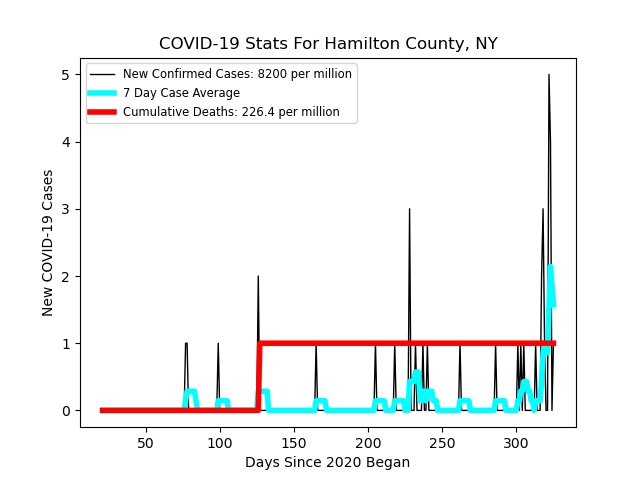 COVID-19 Stats For Hamilton County, NY
New Confirmed Cases: 8200 per million
7 Day Case Average
Cumulative Deaths: 226.4 per million
New COVID-19 Cases
5
4
3
2
1
0
50 100 150 200 250 300
Days Since 2020 Began